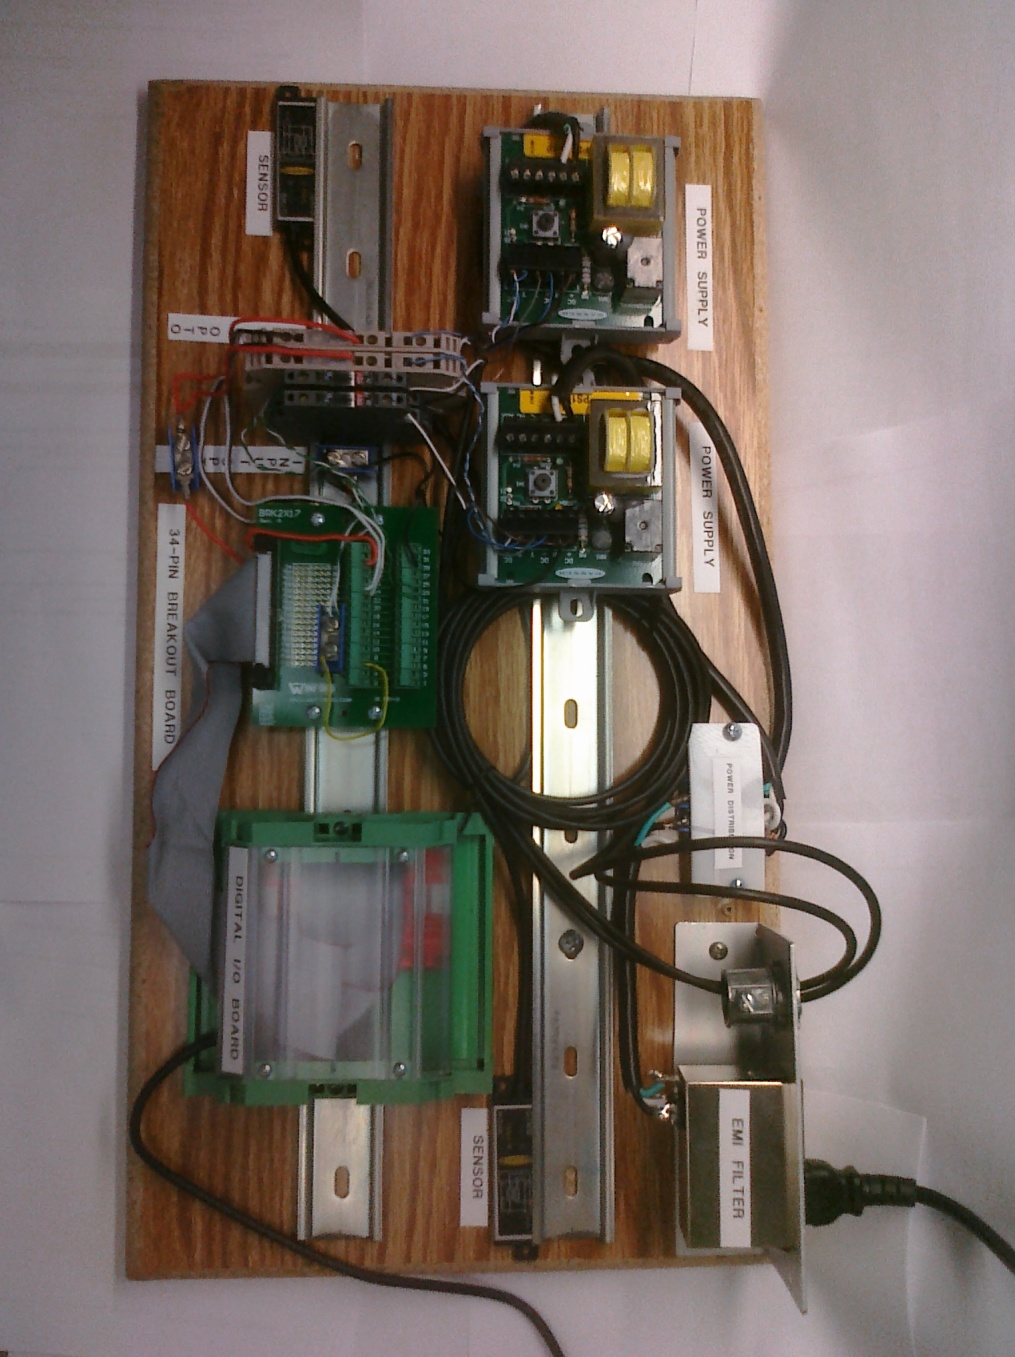 SENSOR
POWER SUPPLY
OPTO
POWER SUPPLY
INPUT
PP
BRK2X17
34-PIN BREAKOUT BOARD
POWER DISTRIBUTION
DIGITAL I/O BOARD
SENSOR
EMI FILTER